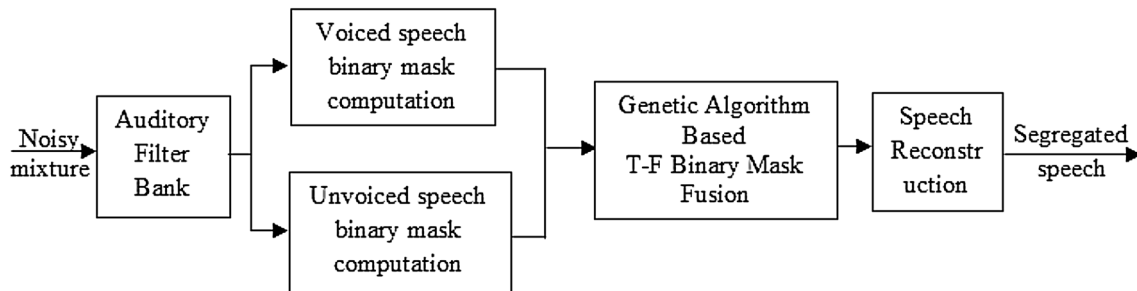 Noisy
mixture
Auditory
Filter
Bank
Voiced speech
binary mask
computation
Unvoiced speech
binary mask
computation
Genetic Algorithm
Based
T-F Binary Mask
Fusion
Speech
Reconstr
uction
Segregated
speech